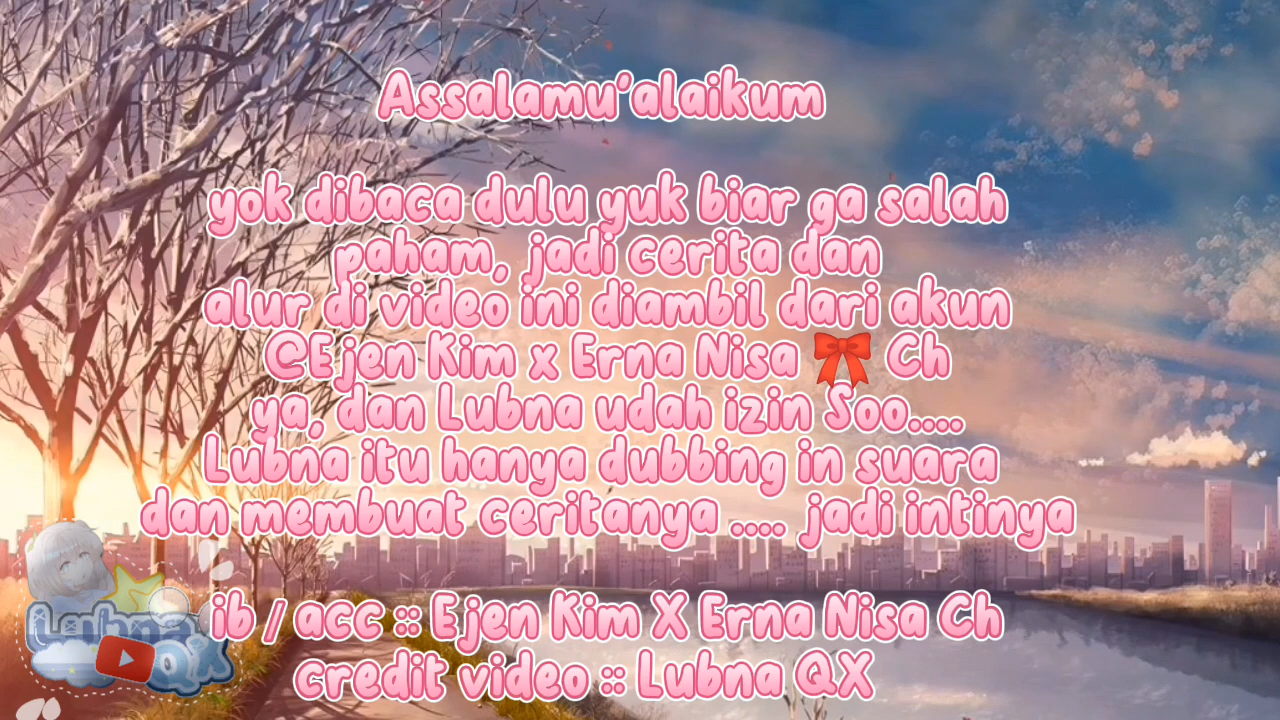 Assalamu'alaikum
yok dibaca dulu yuk biar ga salah
paham, jadi cerita dan
alur di video ini diambil dari akun
@Ejen Kim x Erna Nisa 🎀 Ch
ya, dan Lubna udah izin Soo....
Lubna itu hanya dubbing in suara
dan membuat ceritanya .... jadi intinya
ib / acc :: Ejen Kim X Erna Nisa Ch
credit video :: Lubna QX
Lubna
QX